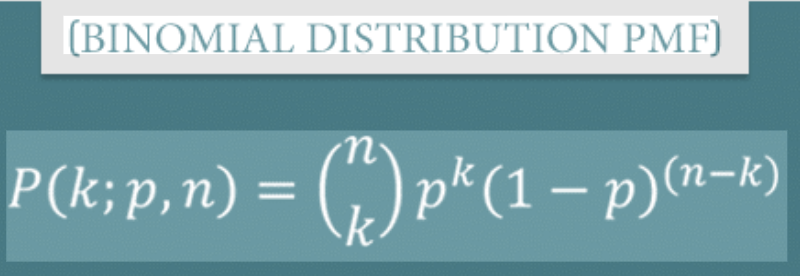 (BINOMIAL DISTRIBUTION PMF)
P(k; p, n) = (n k) p^k (1 − p)^(n−k)